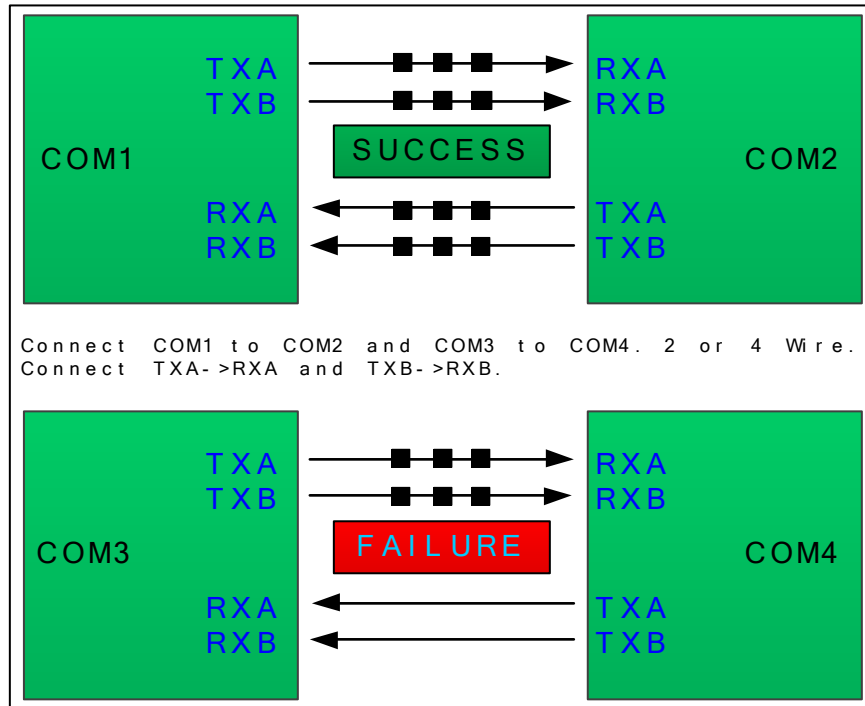 TXA
RXA
TXB
RXB
SUCCESS
COM1
COM2
RXA
TXA
RXB
TXB
Connect COM1 to COM2 and COM3 to COM4. 2 or 4 Wire.
Connect TXA->RXA and TXB->RXB.
TXA
RXA
TXB
RXB
FAILURE
COM3
COM4
RXA
TXA
RXB
TXB